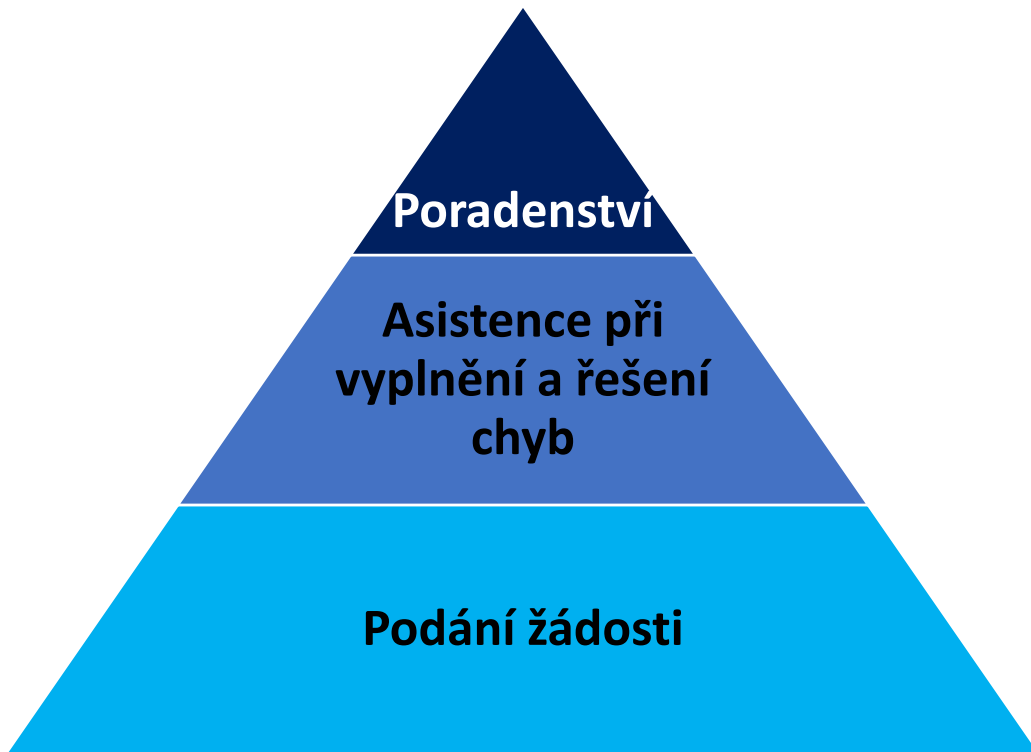 Poradenství
Asistence při
vyplnění a řešení
chyb
Podání žádosti